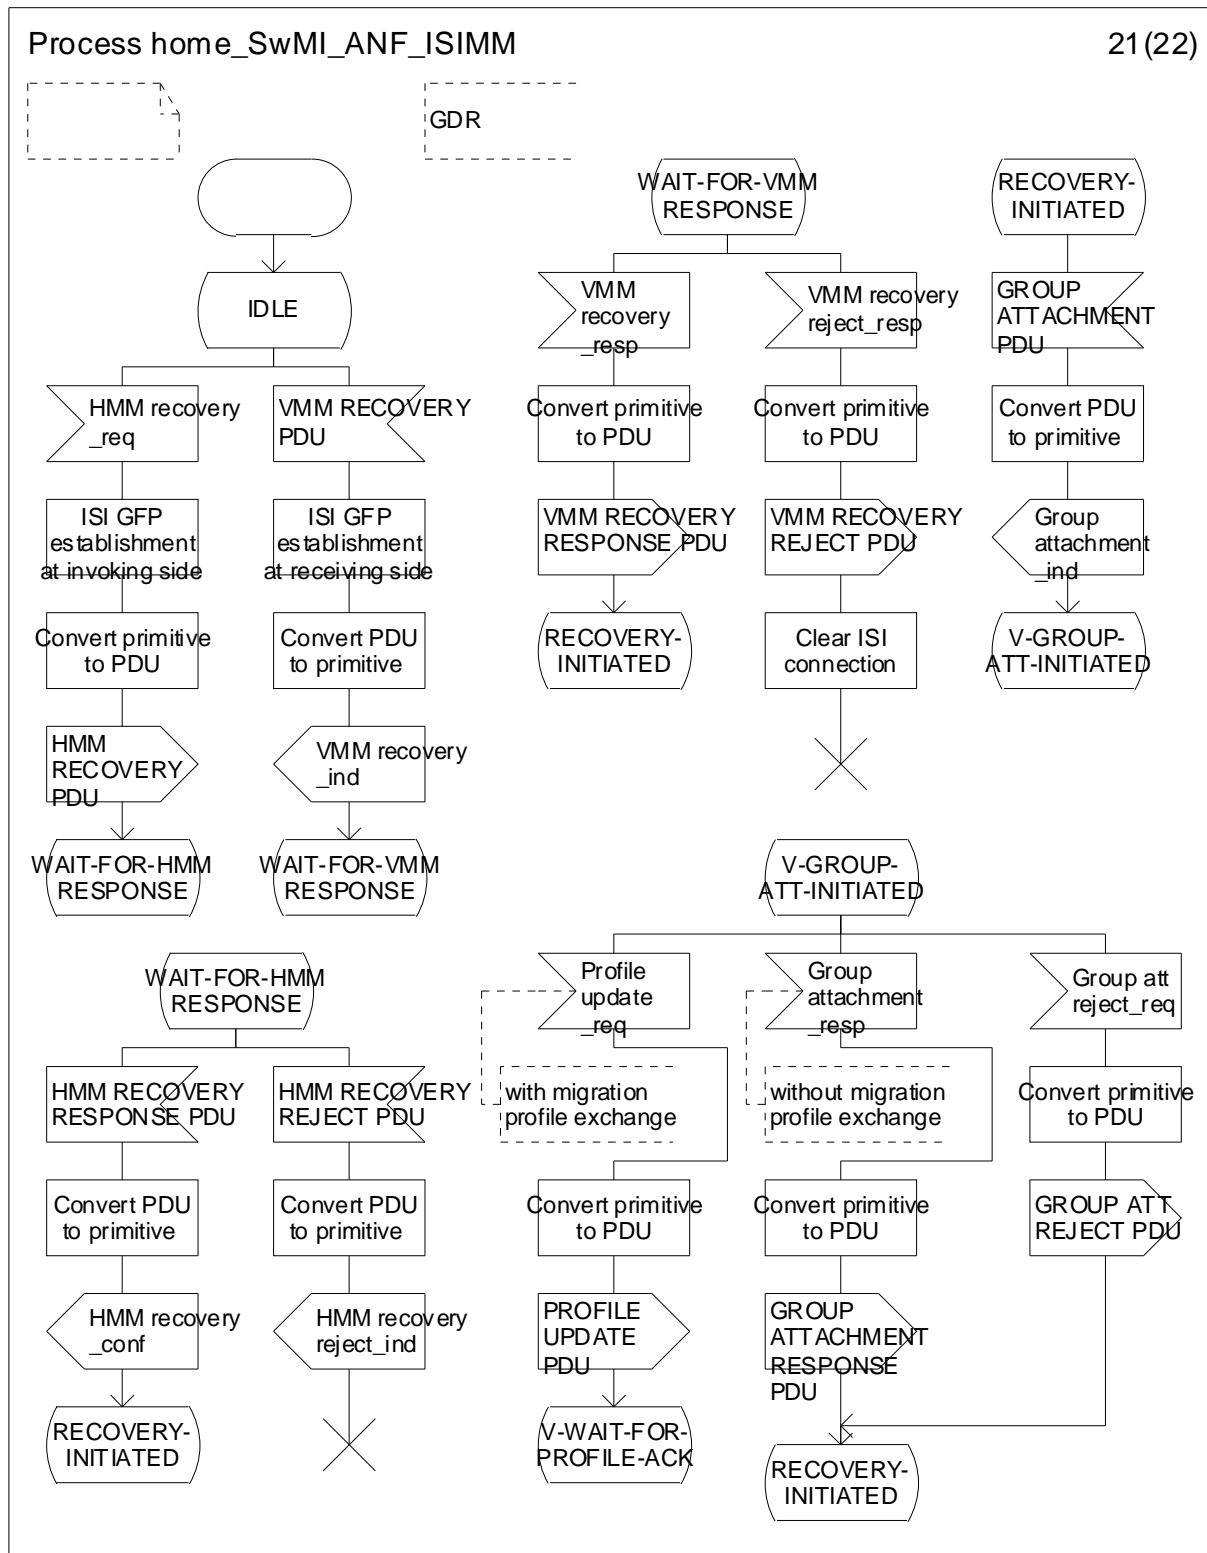 Process home_SwMI_ANF_ISIMM
21(22)
GDR
IDLE
HMM recovery
_req
ISI GFP
establishment
at invoking side
Convert primitive
to PDU
HMM
RECOVERY
PDU
WAIT-FOR-HMM
RESPONSE
VMM RECOVERY
PDU
ISI GFP
establishment
at receiving side
Convert PDU
to primitive
VMM recovery
_ind
WAIT-FOR-VMM
RESPONSE
WAIT-FOR-VMM
RESPONSE
VMM
recovery
_resp
Convert primitive
to PDU
VMM RECOVERY
RESPONSE PDU
RECOVERY-
INITIATED
VMM recovery
reject_resp
Convert primitive
to PDU
VMM RECOVERY
REJECT PDU
Clear ISI
connection
RECOVERY-
INITIATED
GROUP
ATTACHMENT
PDU
Convert PDU
to primitive
Group
attachment
_ind
V-GROUP-
ATT-INITIATED
WAIT-FOR-HMM
RESPONSE
HMM RECOVERY
RESPONSE PDU
Convert PDU
to primitive
HMM recovery
_conf
RECOVERY-
INITIATED
HMM RECOVERY
REJECT PDU
Convert PDU
to primitive
HMM recovery
reject_ind
V-GROUP-
ATT-INITIATED
Profile
update
_req
with migration
profile exchange
Convert primitive
to PDU
PROFILE
UPDATE
PDU
V-WAIT-FOR-
PROFILE-ACK
Group
attachment
_resp
without migration
profile exchange
Convert primitive
to PDU
GROUP
ATTACHMENT
RESPONSE
PDU
RECOVERY-
INITIATED
Group att
reject_req
Convert primitive
to PDU
GROUP ATT
REJECT PDU